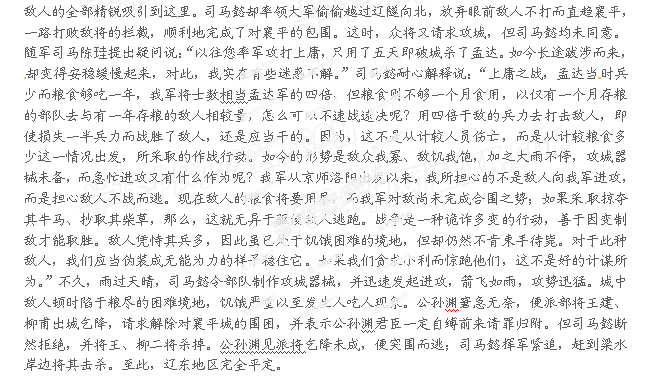 敌人的全部精锐吸引到这里。司马懿却率领大军偷偷越过辽隧向北，放弃眼前敌人不打而直趋襄平，
一路打败敌将的拦截，顺利地完成了对襄平的包围。这时，众将又请求攻城，但司马懿均未同意。
随军司马陈珪提出疑问说：“以往您率军攻打上庸，只用了五天即破城杀了孟达。如今长途跋涉而来，
却变得安稳缓慢起来，对此，我实在有些迷惑不解。”司马懿耐心解释说：“上庸之战，孟达当时兵
少而粮食够吃一年，我军将士数相当孟达军的四倍，但粮食则不够一个月食用，以仅有一个月存粮
的部队去与有一年存粮的敌人相较量，怎么可以不速战速决呢？用四倍于敌的兵力去打击敌人，即
使损失一半兵力而战胜了敌人，还是应当干的。因为，这不是从计较人员伤亡，而是从计较粮食多
少这一情况出发，所采取的作战行动。如今的形势是敌众我寡、敌饥我饱，加之大雨不停，攻城器
械未备，而急忙进攻又有什么作为呢？我军从京师洛阳出发以来，我所担心的不是敌人向我军进攻，
而是担心敌人不战而逃。现在敌人的粮食将要用尽，而我军对敌尚未完成合围之势；如果采取掠夺
其牛马、抄取其柴草，那么，这就无异于驱使敌人逃跑。战争是一种诡诈多变的行动，善于因变制
敌才能取胜。敌人凭恃其兵多，因此虽已处于饥饿困难的境地，但却仍然不肯束手待毙。对于此种
敌人，我们应当伪装成无能为力的样子稳住它。如果我们贪求小利而惊跑他们，这不是好的计谋所
为。”不久，雨过天晴，司马懿令部队制作攻城器械，并迅速发起进攻，箭飞如雨，攻势迅猛。城中
敌人顿时陷于粮尽的困难境地，饥饿严重以至发生人吃人现象。公孙渊窘急无奈，便派部将王建、
柳甫出城乞降，请求解除对襄平城的围困，并表示公孙渊君臣一定自缚前来请罪归附。但司马懿断
然拒绝，并将王、柳二将杀掉。公孙渊见派将乞降未成，便突围而逃；司马懿挥军紧追，赶到梁水
岸边将其击杀。至此，辽东地区完全平定。